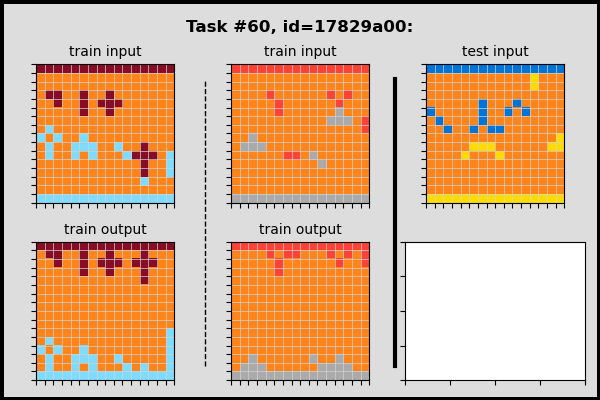 Task #60, id=17829a00:
train input
train input
test input
train output
train output